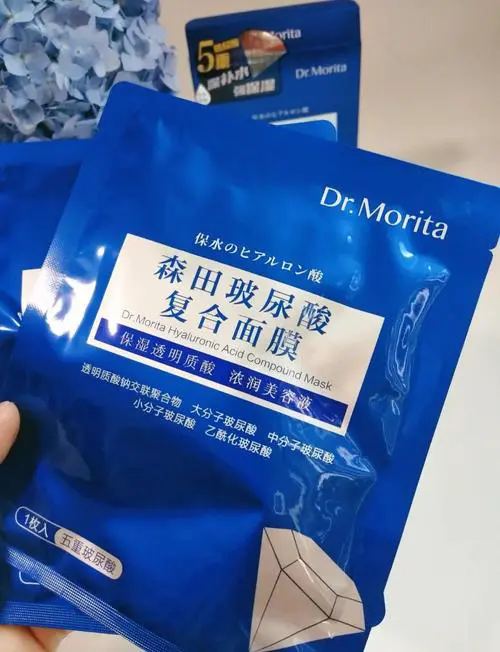 5重
Dr.Morita
Dr.Morita
保水のヒアルロン酸
森田玻尿酸
复合面膜
Dr.Morita Hyaluronic Acid Compound Mask
保湿透明质酸 浓润美容液
透明质酸钠交联聚合物 大分子玻尿酸 中分子玻尿酸
小分子玻尿酸 乙酰化玻尿酸
1枚入 五重玻尿酸